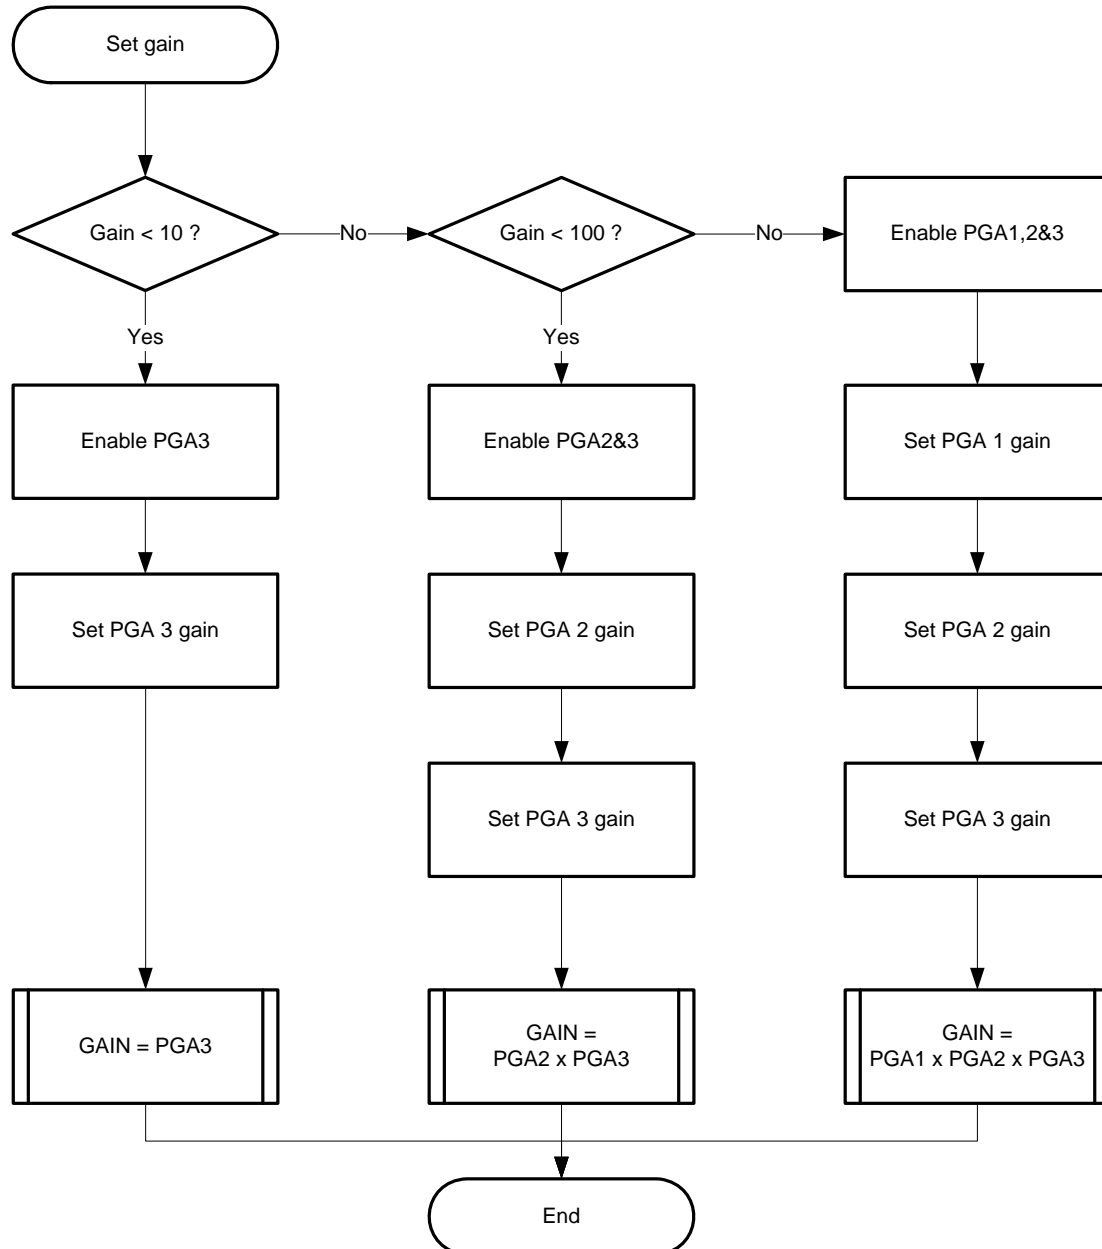 Set gain
Gain < 10 ?
No
Gain < 100 ?
No
Enable PGA1,2&3
Yes
Yes
Enable PGA3
Enable PGA2&3
Set PGA 1 gain
Set PGA 3 gain
Set PGA 2 gain
Set PGA 2 gain
Set PGA 3 gain
Set PGA 3 gain
GAIN = PGA3
GAIN =
PGA2 x PGA3
GAIN =
PGA1 x PGA2 x PGA3
End